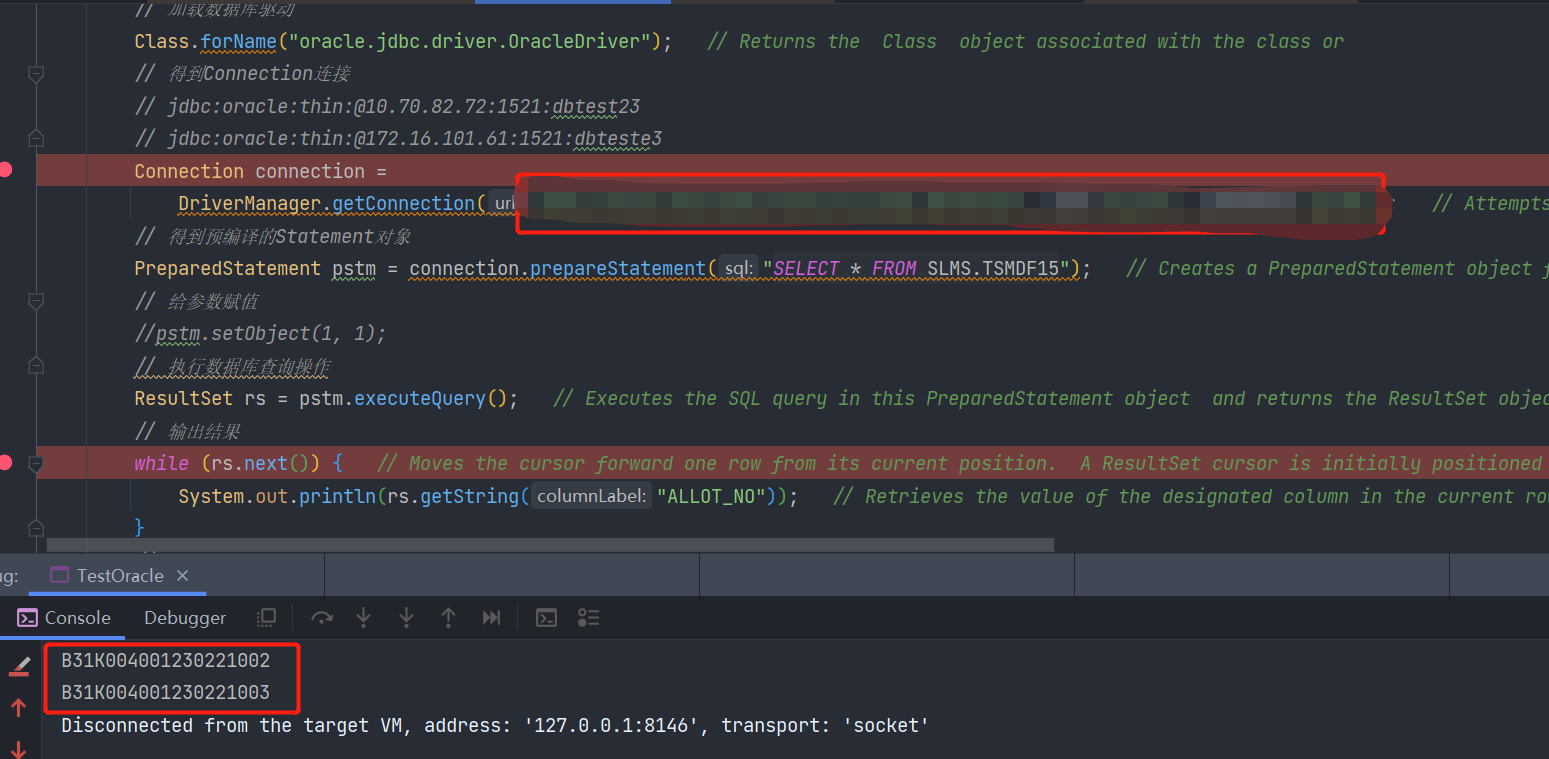 // 加载数据库驱动
Class.forName("oracle.jdbc.driver.OracleDriver");   // Returns the  Class  object associated with the class or
// 得到Connection连接
// jdbc:oracle:thin:@10.70.82.72:1521:dbtest23
// jdbc:oracle:thin:@172.16.101.61:1521:dbteste3
Connection connection =
DriverManager.getConnection(   // Attempts
// 得到预编译的Statement对象
PreparedStatement pstm = connection.prepareStatement( sql: "SELECT * FROM SLMS.TSMDF15");   // Creates a PreparedStatement object
// 给参数赋值
//pstm.setObject(1, 1);
// 执行数据库查询操作
ResultSet rs = pstm.executeQuery();   // Executes the SQL query in this PreparedStatement object  and returns the ResultSet objec
// 输出结果
while (rs.next()) {   // Moves the cursor forward one row from its current position.  A ResultSet cursor is initially positioned
System.out.println(rs.getString( columnLabel: "ALLOT_NO"));   // Retrieves the value of the designated column in the current ro
}
ug:
TestOracle ×
Console Debugger
B31K004001230221002
B31K004001230221003
Disconnected from the target VM, address: '127.0.0.1:8146', transport: 'socket'